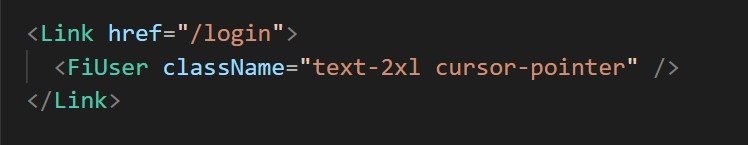 <Link href="/login">
<FiUser className="text-2xl cursor-pointer" />
</Link>